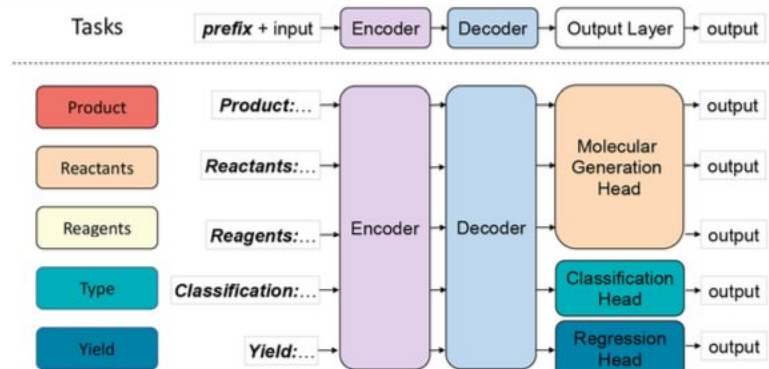 Tasks prefix + input Encoder Decoder Output Layer output
Product Product:... output
Reactants Reactants:... Molecular Generation Head output
Reagents Reagents:... Encoder Decoder output
Type Classification:... Classification Head output
Yield Yield:... Regression Head output